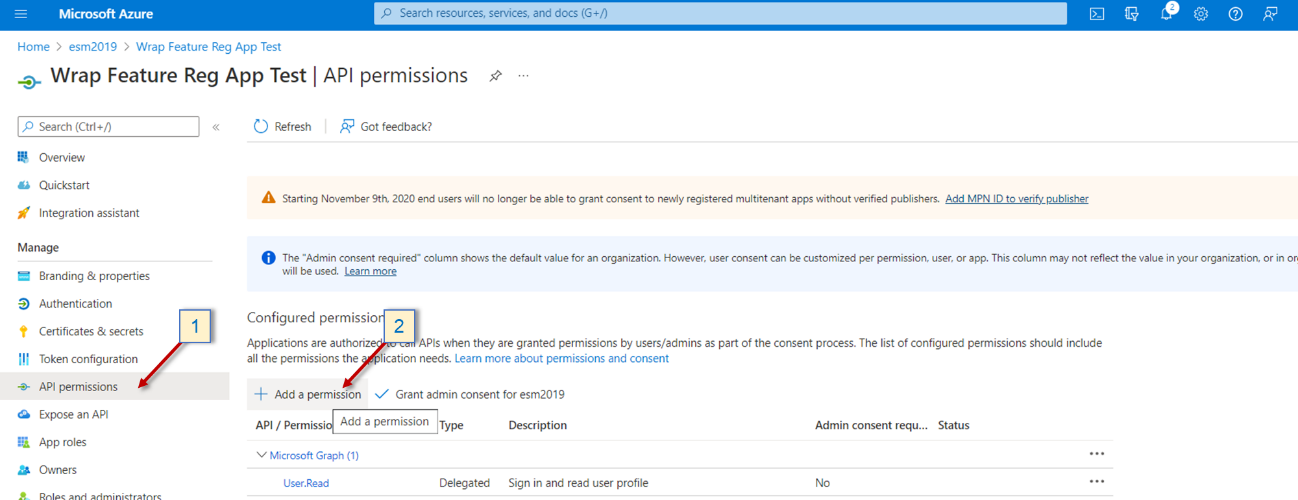 Microsoft Azure
Search resources, services, and docs (G+/)
2
Home > esm2019 > Wrap Feature Reg App Test
Wrap Feature Reg App Test | API permissions
Search (Ctrl+/)
«
Refresh
Got feedback?
Overview
Quickstart
Integration assistant
Manage
Branding & properties
Authentication
Certificates & secrets
Token configuration
API permissions
Expose an API
App roles
Owners
Roles and administrators
1
Starting November 9th, 2020 end users will no longer be able to grant consent to newly registered multitenant apps without verified publishers. Add MPN ID to verify publisher
The "Admin consent required" column shows the default value for an organization. However, user consent can be customized per permission, user, or app. This column may not reflect the value in your organization, or in or
will be used. Learn more
Configured permission
2
Applications are authorized to call APIs when they are granted permissions by users/admins as part of the consent process. The list of configured permissions should include
all the permissions the application needs. Learn more about permissions and consent
Add a permission
Grant admin consent for esm2019
Add a permission
API / Permissio Type Description Admin consent requ... Status
Microsoft Graph (1)
User.Read Delegated Sign in and read user profile No